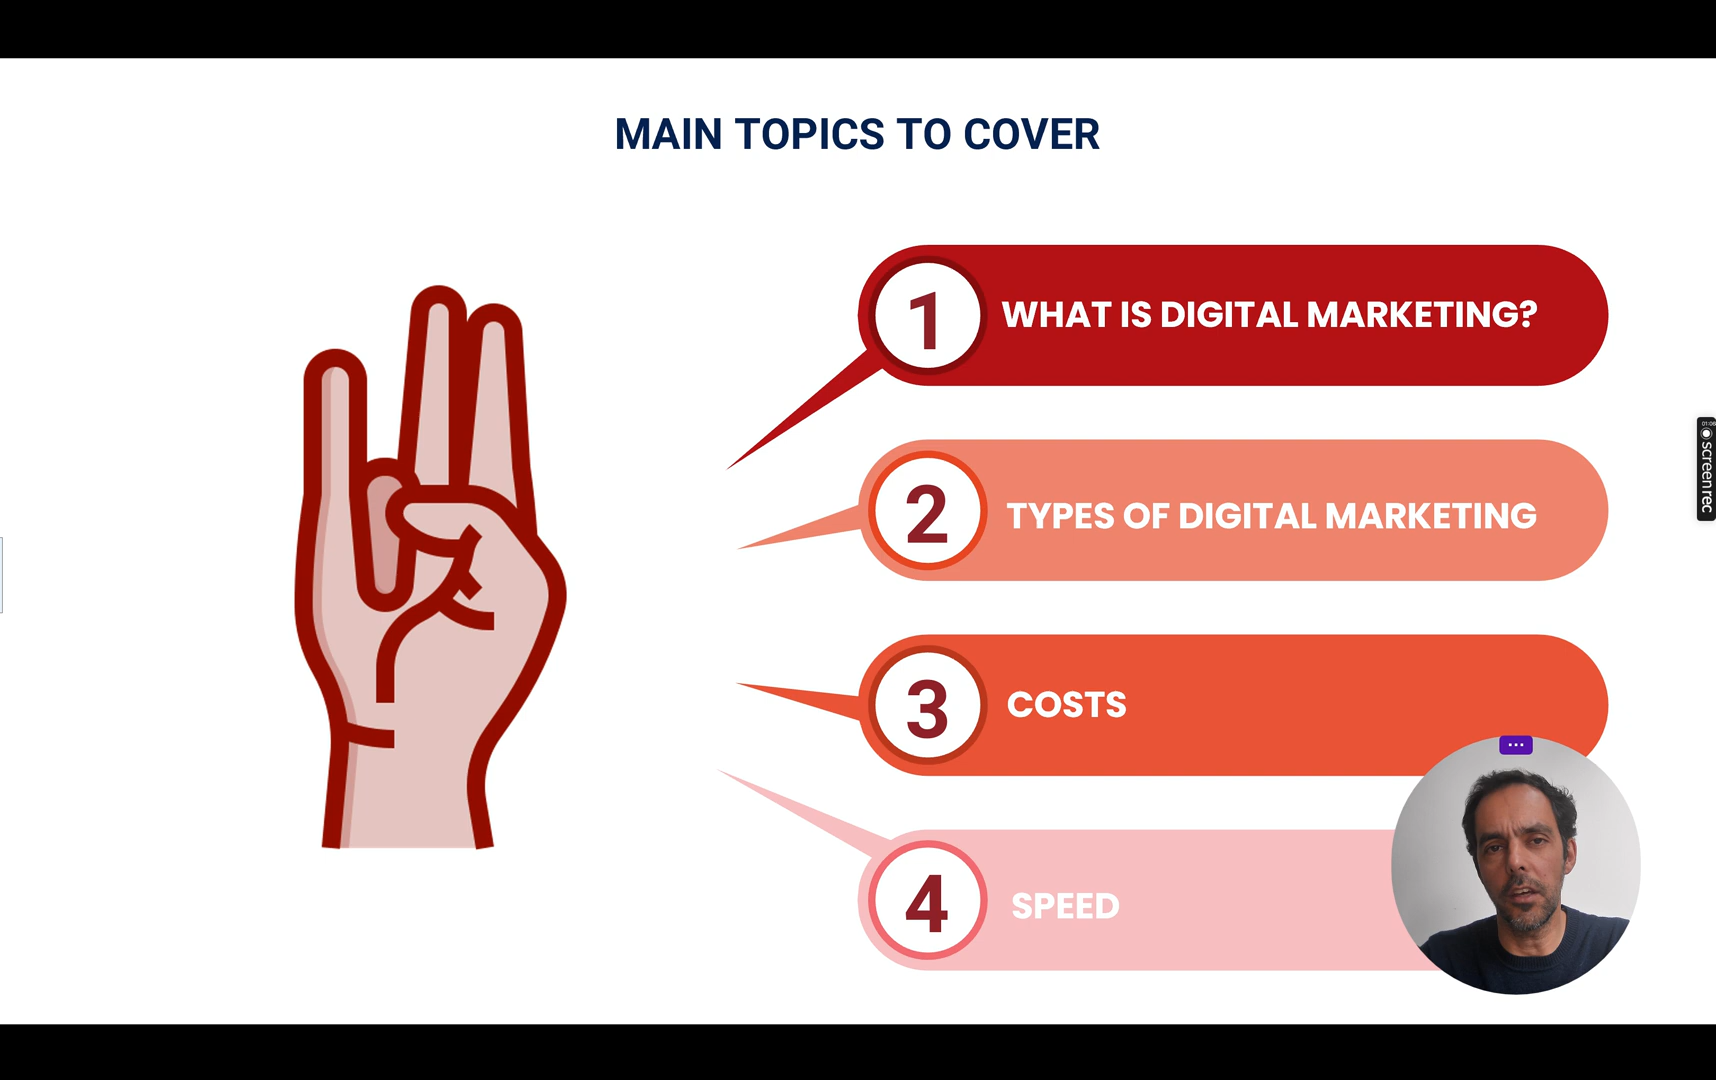 MAIN TOPICS TO COVER
1 WHAT IS DIGITAL MARKETING?
2 TYPES OF DIGITAL MARKETING
3 COSTS
4 SPEED
screenrec